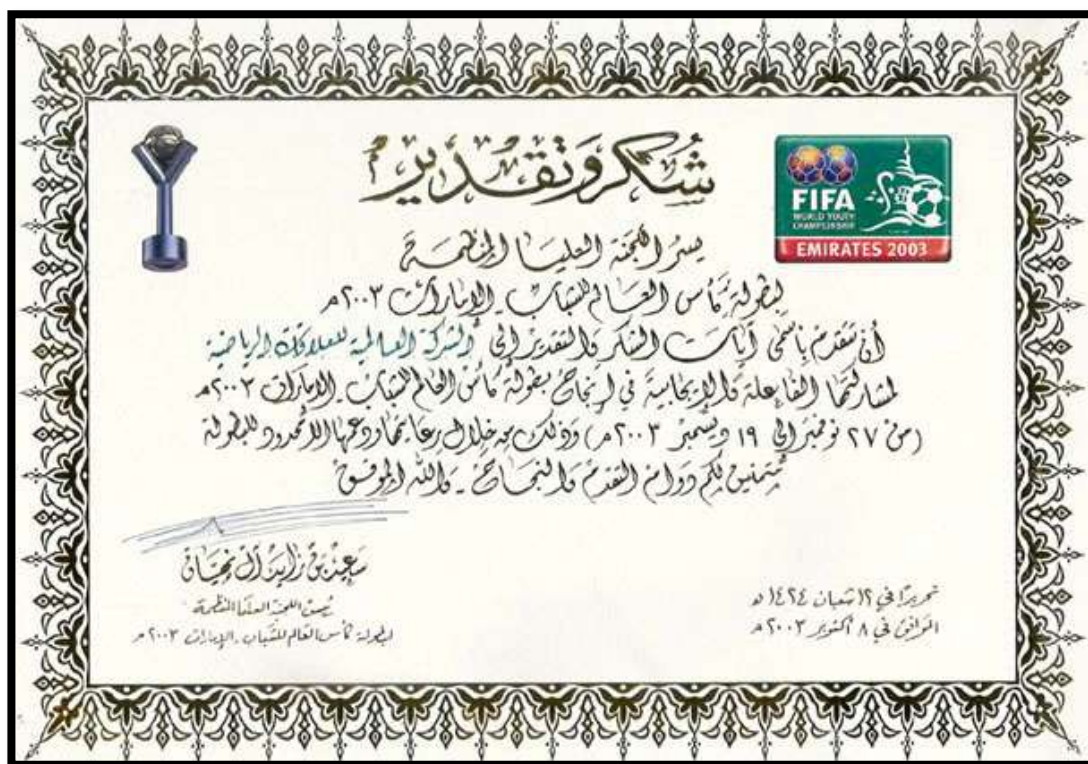 شكر وتقدير
FIFA
WORLD YOUTH
CHAMPIONSHIP
EMIRATES 2003
يسر اللجنة العليا المنظمة
لبطولة كأس العالم للشباب - الإمارات ٢٠٠٣م
أن تتقدم بأسمى آيات الشكر والتقدير إلى الشركة العالمية للعلاقات الرياضية
لمشاركتها الفاعلة والإيجابية في إنجاح بطولة كأس العالم للشباب - الإمارات ٢٠٠٣م
(من ٢٧ نوفمبر إلى ١٩ ديسمبر ٢٠٠٣م) وذلك من خلال رعايتها ودعمها اللامحدود للبطولة
متمنين لكم دوام التقدم والنجاح - والله الموفق
سعيد بن زايد آل نهيان
رئيس اللجنة العليا المنظمة
لبطولة كأس العالم للشباب - الإمارات ٢٠٠٣م
تحريرًا في ١٢ شعبان ١٤٢٤هـ
الموافق في ٨ أكتوبر ٢٠٠٣م